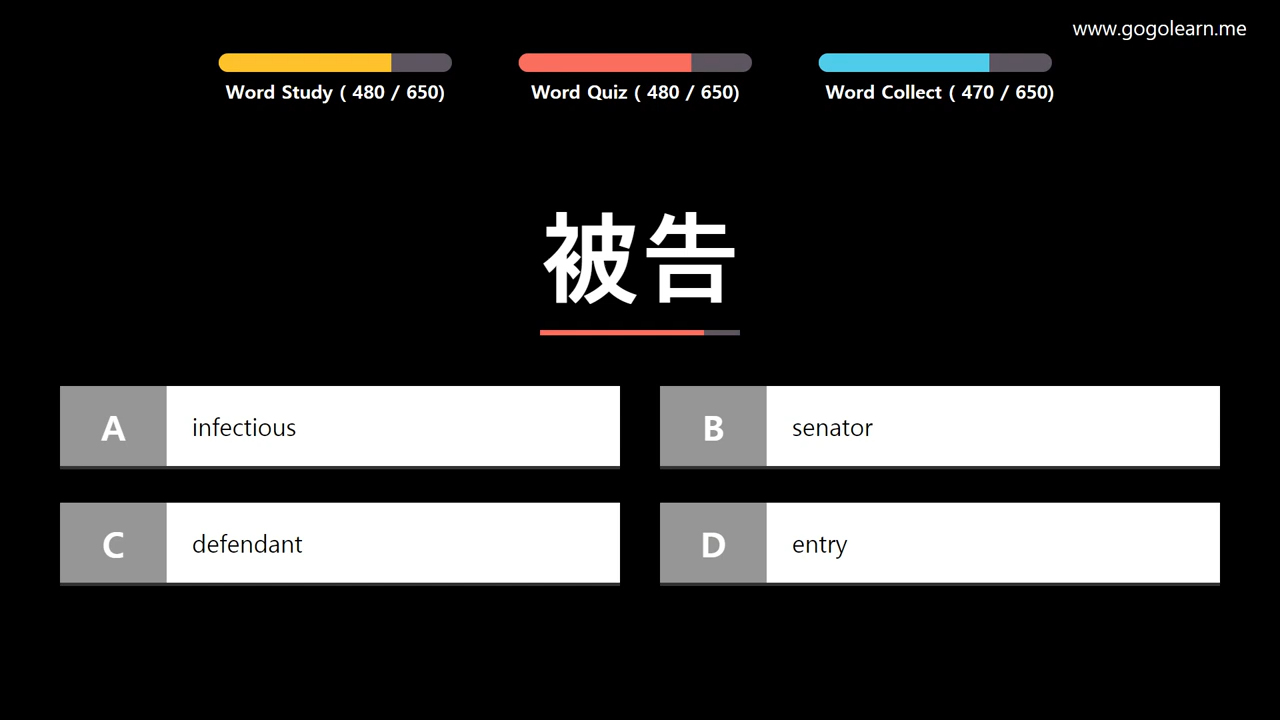 www.gogolearn.me
Word Study ( 480 / 650)
Word Quiz ( 480 / 650)
Word Collect ( 470 / 650)
被告
A infectious
B senator
C defendant
D entry